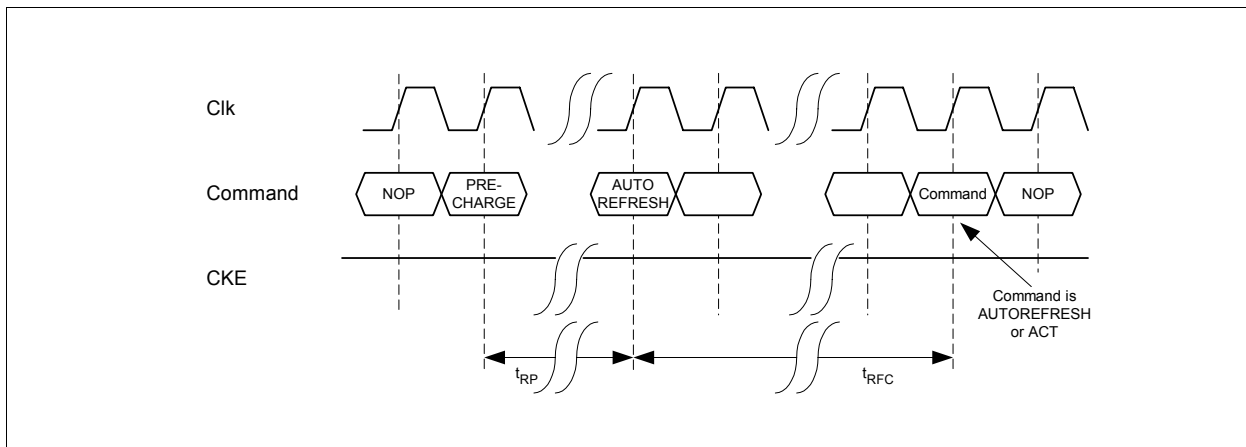 Clk
Command
NOP
PRE-
CHARGE
AUTO
REFRESH
Command
NOP
CKE
Command is
AUTOREFRESH
or ACT
tRP
tRFC